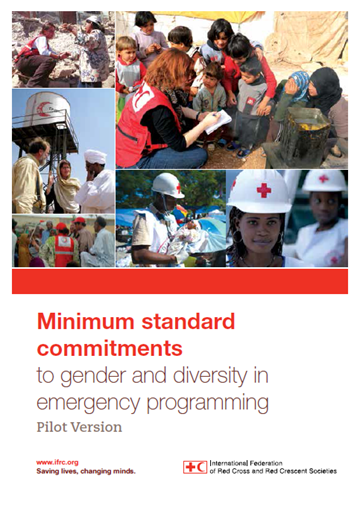 Minimum standard
commitments
to gender and diversity in
emergency programming
Pilot Version
www.ifrc.org
Saving lives, changing minds.
International Federation
of Red Cross and Red Crescent Societies